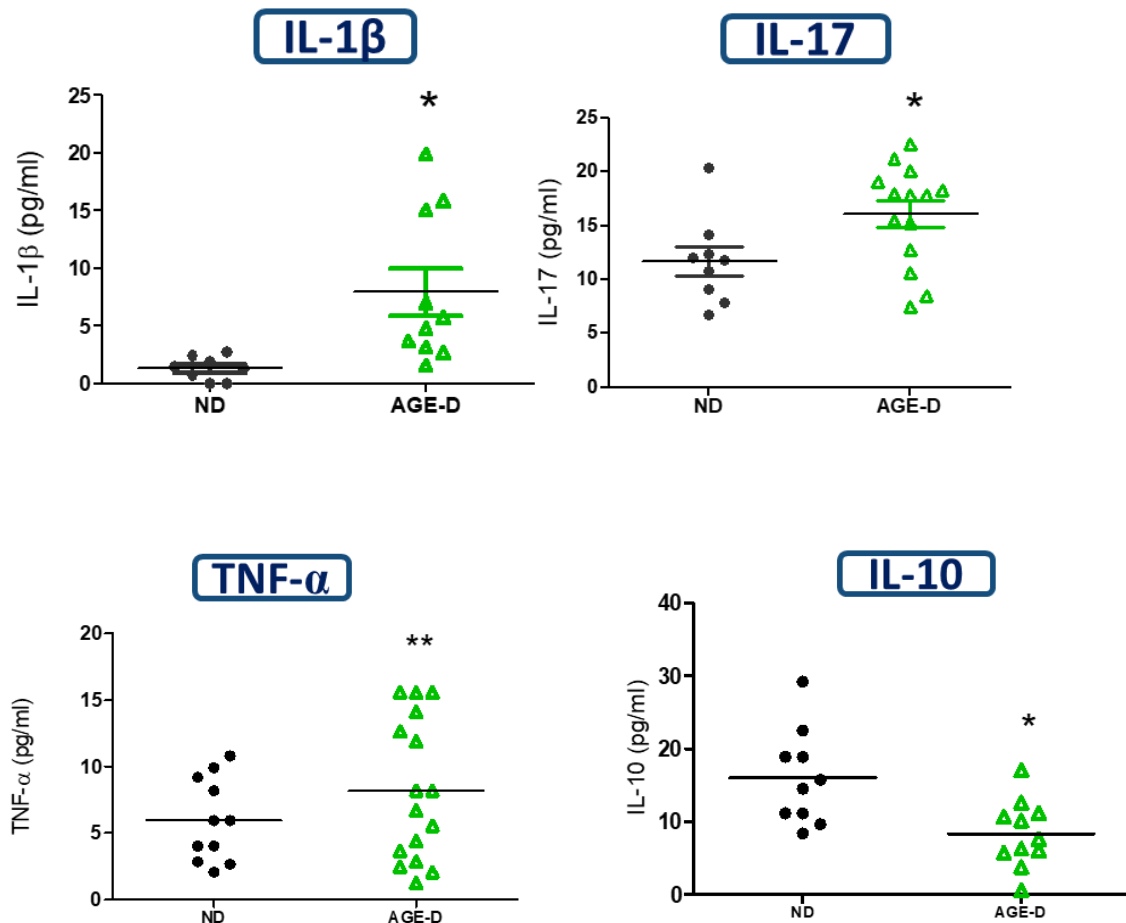 IL-1β
IL-1β (pg/ml)
25
20
15
10
5
0
*
ND
AGE-D
IL-17
IL-17 (pg/ml)
25
20
15
10
5
0
*
ND
AGE-D
TNF-α
TNF-α (pg/ml)
20
15
10
5
0
**
ND
AGE-D
IL-10
IL-10 (pg/ml)
40
30
20
10
0
*
ND
AGE-D